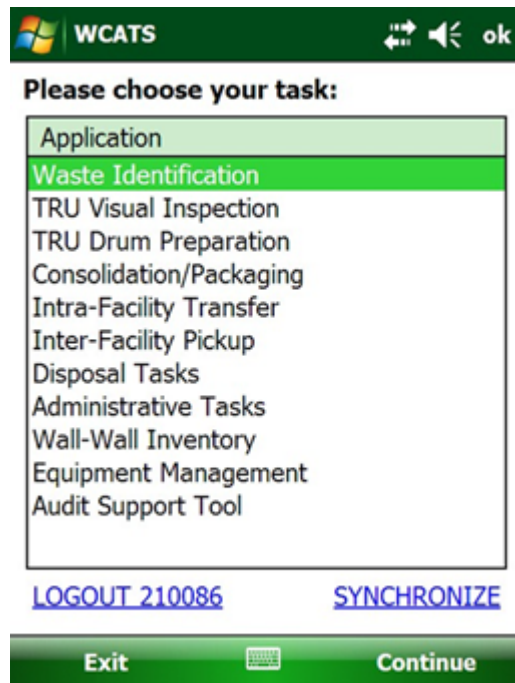 WCATS ok
Please choose your task:
Application
Waste Identification
TRU Visual Inspection
TRU Drum Preparation
Consolidation/Packaging
Intra-Facility Transfer
Inter-Facility Pickup
Disposal Tasks
Administrative Tasks
Wall-Wall Inventory
Equipment Management
Audit Support Tool
LOGOUT 210086 SYNCHRONIZE
Exit Continue